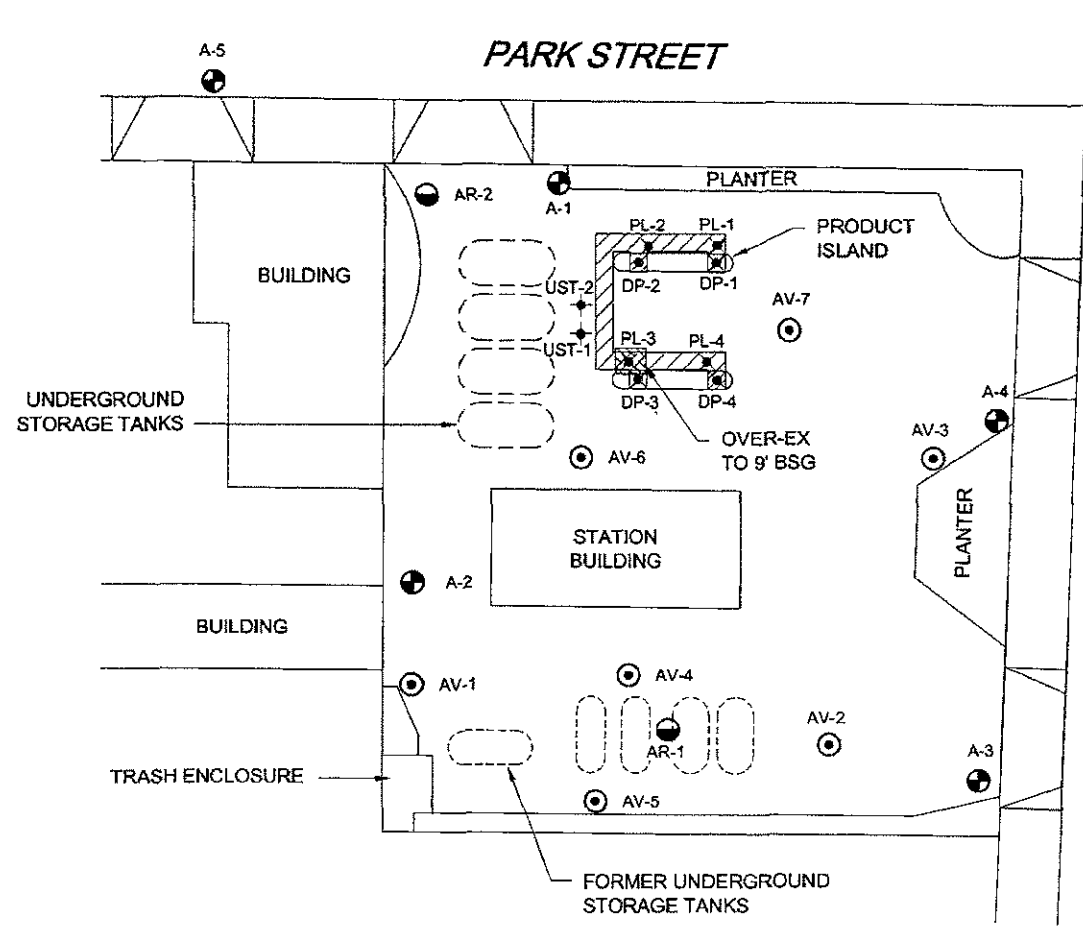 PARK STREET
A-5
AR-2
A-1
PLANTER
PL-2
PL-1
PRODUCT
ISLAND
BUILDING
UST-2
DP-2
DP-1
AV-7
UST-1
PL-3
PL-4
UNDERGROUND
STORAGE TANKS
DP-3
DP-4
A-4
AV-3
OVER-EX
TO 9' BSG
AV-6
STATION
BUILDING
PLANTER
A-2
BUILDING
AV-1
AV-4
AV-2
AR-1
A-3
TRASH ENCLOSURE
AV-5
FORMER UNDERGROUND
STORAGE TANKS